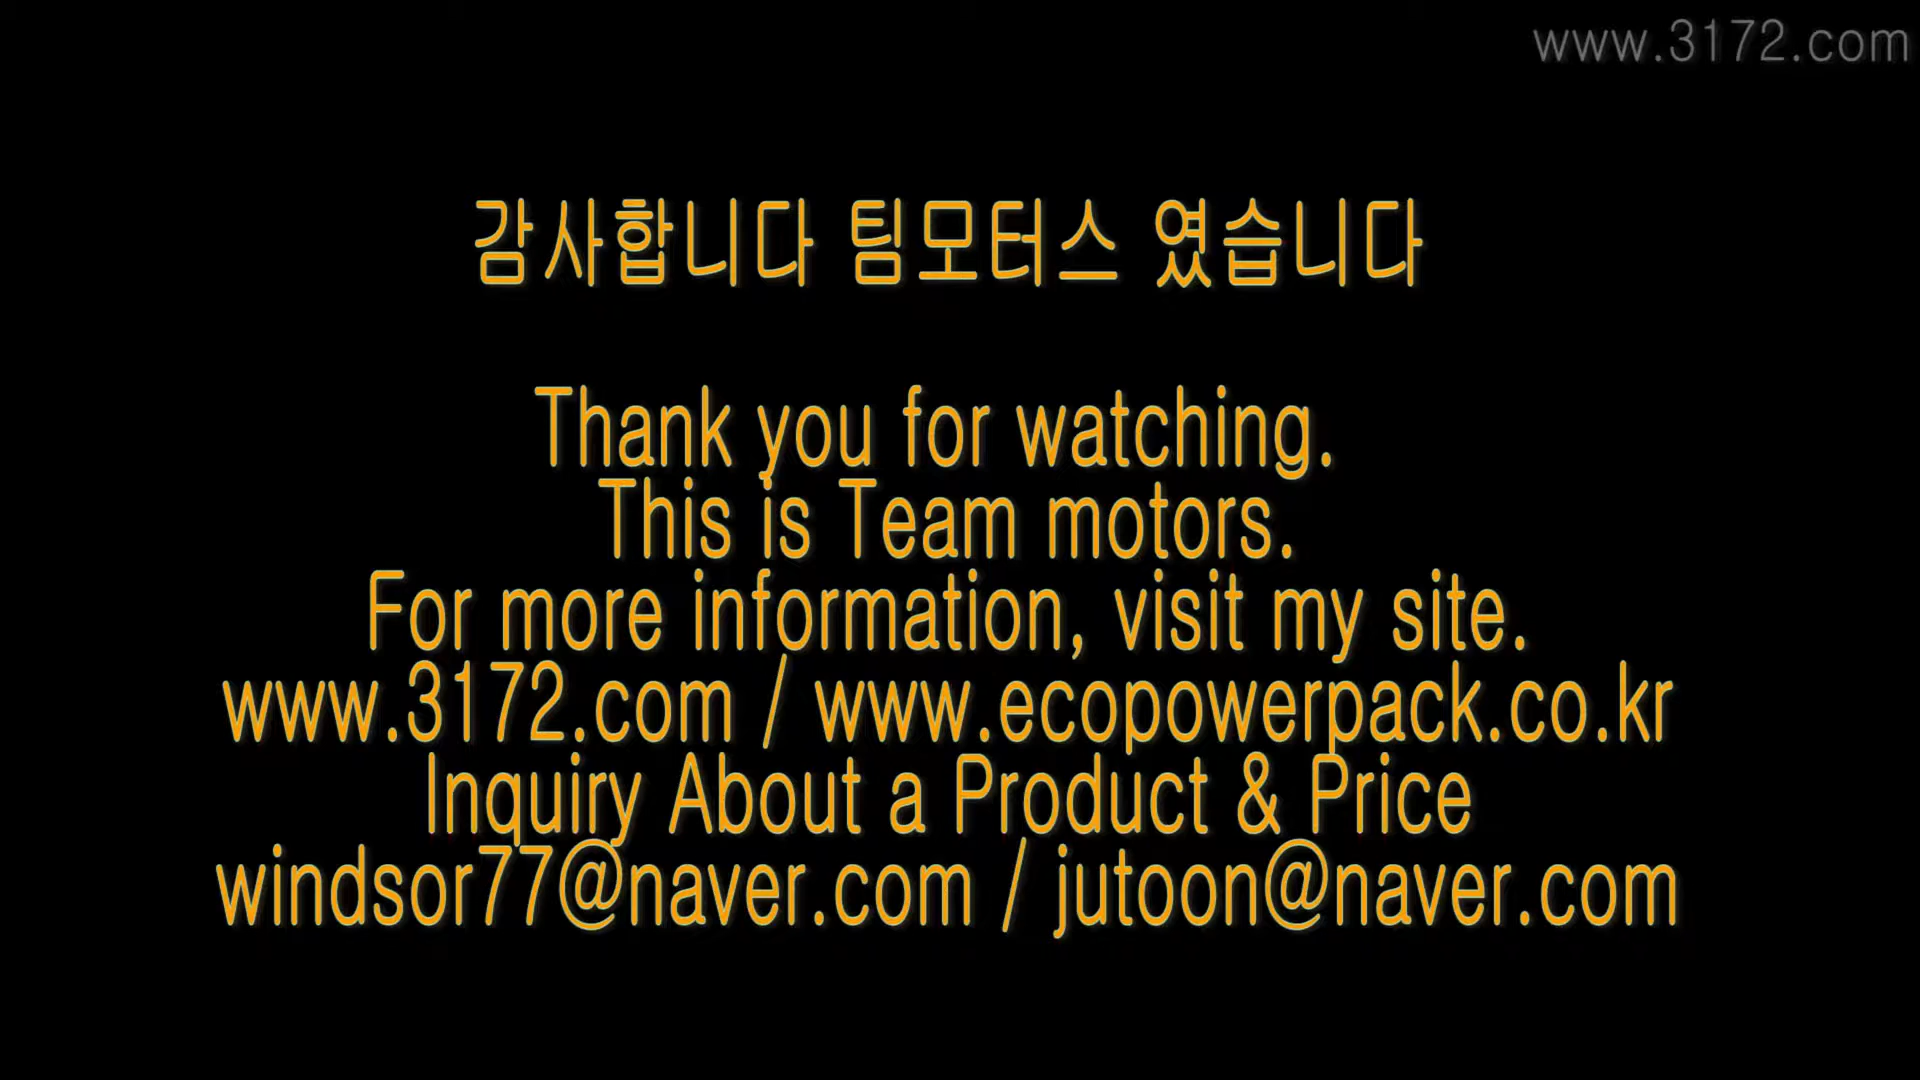 www.3172.com
감사합니다 팀모터스 였습니다
Thank you for watching.
This is Team motors.
For more information, visit my site.
www.3172.com / www.ecopowerpack.co.kr
Inquiry About a Product & Price
windsor77@naver.com / jutoon@naver.com